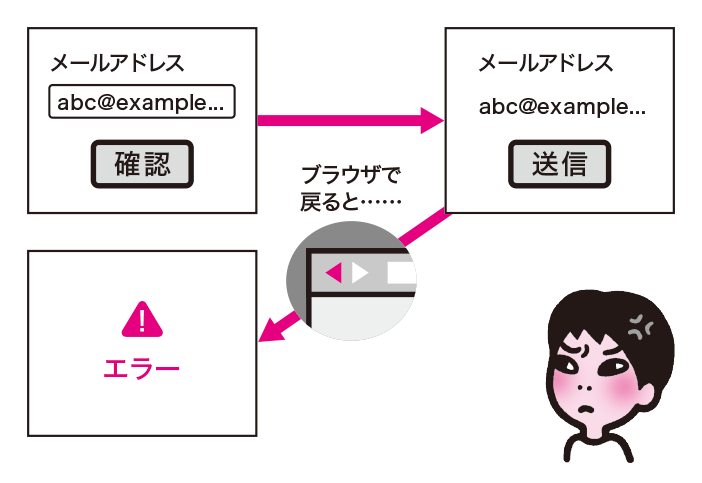 メールアドレス
abc@example...
確認
メールアドレス
abc@example...
送信
ブラウザで
戻ると……
エラー